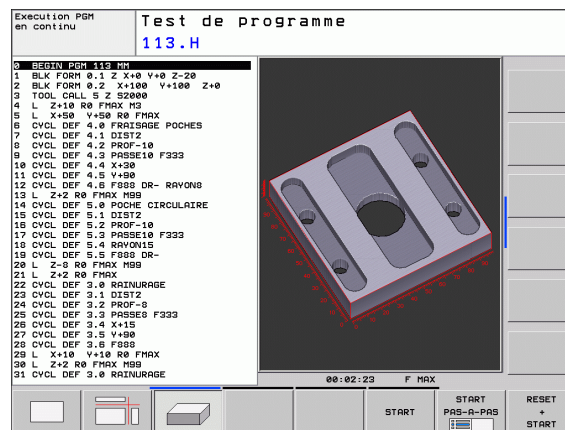 Execution PGM
en continu
Test de programme
113.H
0 BEGIN PGM 113 MM
1 BLK FORM 0.1 Z X+0 Y+0 Z-20
2 BLK FORM 0.2 X+100 Y+100 Z+0
3 TOOL CALL 5 Z S2000
4 L Z+10 R0 FMAX M3
5 L X+50 Y+50 R0 FMAX
6 CYCL DEF 4.0 FRAISAGE POCHES
7 CYCL DEF 4.1 DIST2
8 CYCL DEF 4.2 PROF-10
9 CYCL DEF 4.3 PASSE10 F333
10 CYCL DEF 4.4 X+30
11 CYCL DEF 4.5 Y+90
12 CYCL DEF 4.6 F888 DR- RAYON8
13 L Z+2 R0 FMAX M99
14 CYCL DEF 5.0 POCHE CIRCULAIRE
15 CYCL DEF 5.1 DIST2
16 CYCL DEF 5.2 PROF-10
17 CYCL DEF 5.3 PASSE10 F333
18 CYCL DEF 5.4 RAYON15
19 CYCL DEF 5.5 F888 DR-
20 L Z-8 R0 FMAX M99
21 L Z+2 R0 FMAX
22 CYCL DEF 3.0 RAINURAGE
23 CYCL DEF 3.1 DIST2
24 CYCL DEF 3.2 PROF-8
25 CYCL DEF 3.3 PASSE8 F333
26 CYCL DEF 3.4 X+15
27 CYCL DEF 3.5 Y+90
28 CYCL DEF 3.6 F888
29 L X+10 Y+10 R0 FMAX
30 L Z+2 R0 FMAX M99
31 CYCL DEF 3.0 RAINURAGE
00:02:23 F MAX
START
START
PAS-A-PAS
RESET
+
START